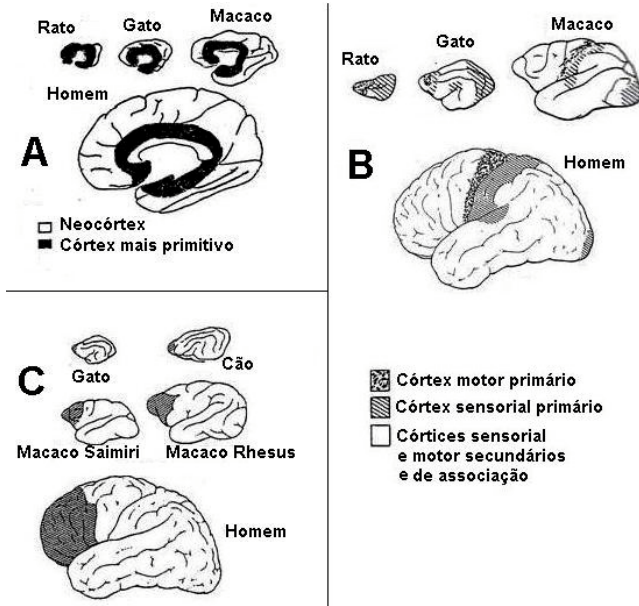 Rato
Gato
Macaco
Homem
A
Neocórtex
Córtex mais primitivo
Rato
Gato
Macaco
B
Homem
Córtex motor primário
Córtex sensorial primário
Córtices sensorial
e motor secundários
e de associação
C
Gato
Cão
Macaco Saimiri
Macaco Rhesus
Homem